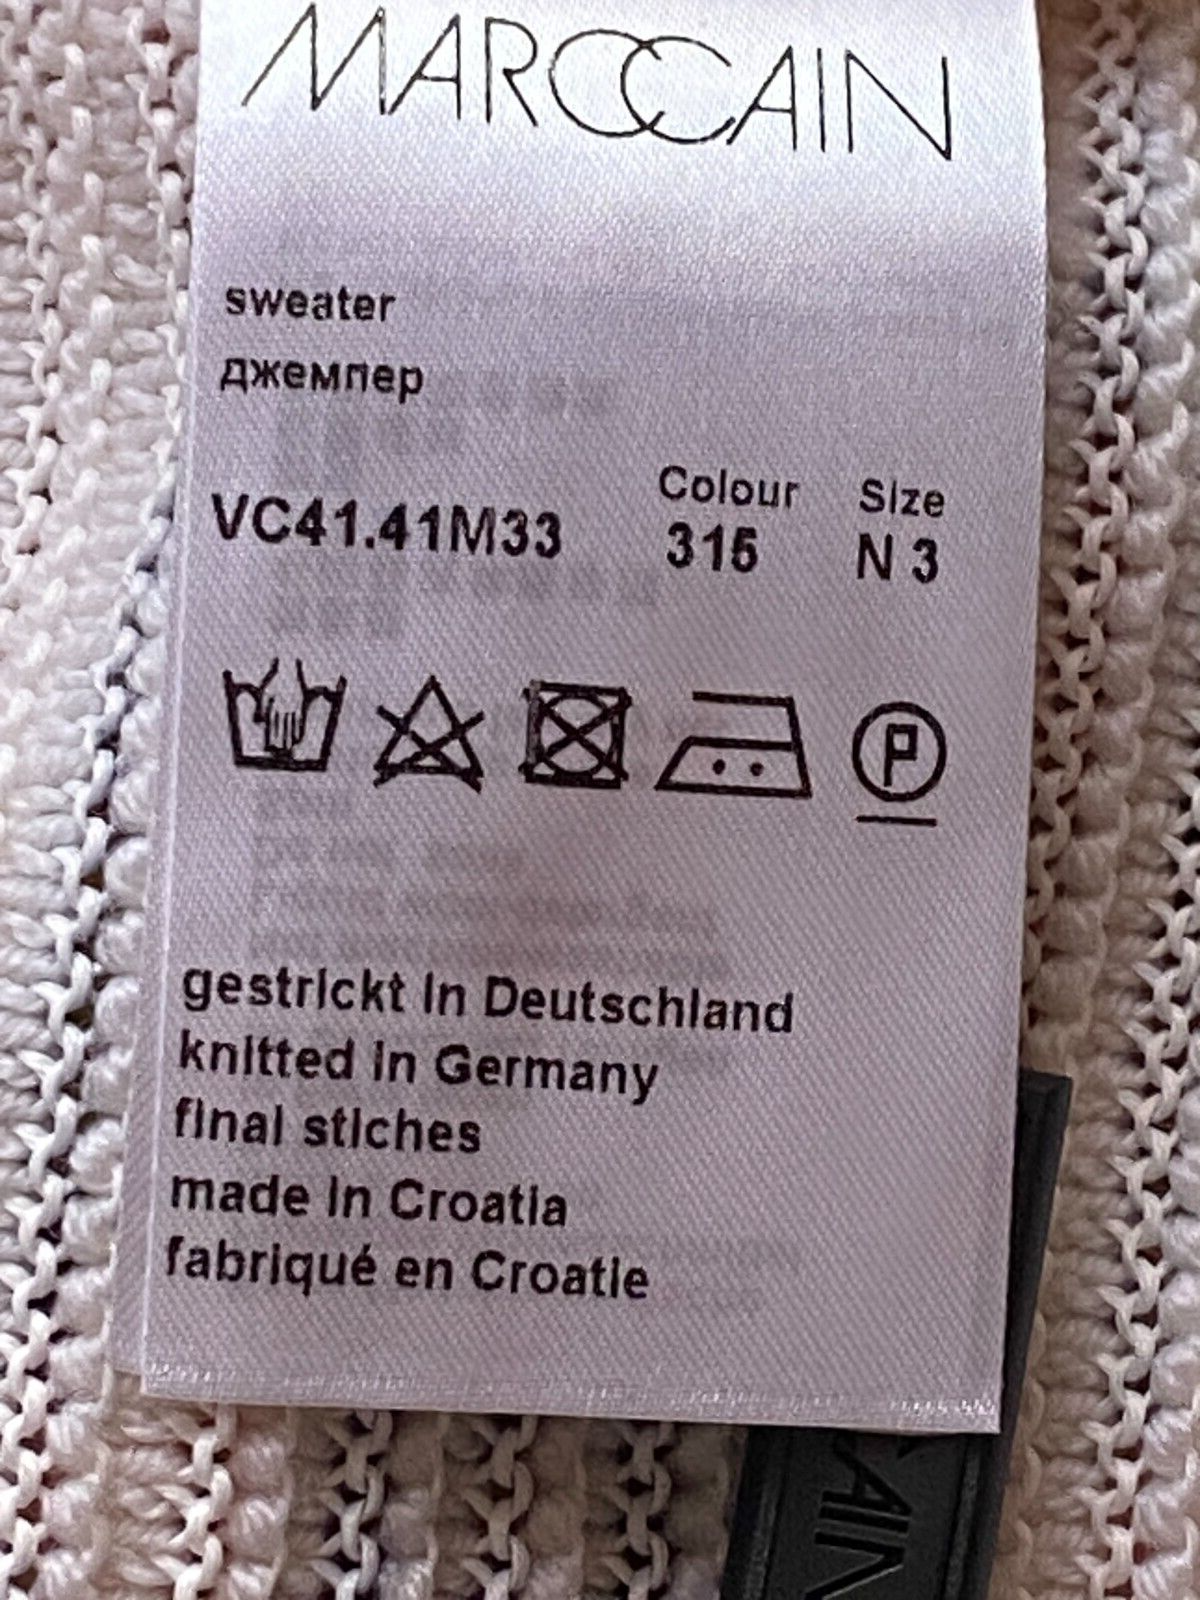 MARCCAIN
sweater
джемпер
Colour Size
VC41.41M33 315 N 3
P
gestrickt in Deutschland
knitted in Germany
final stiches
made in Croatia
fabriqué en Croatie
AIN